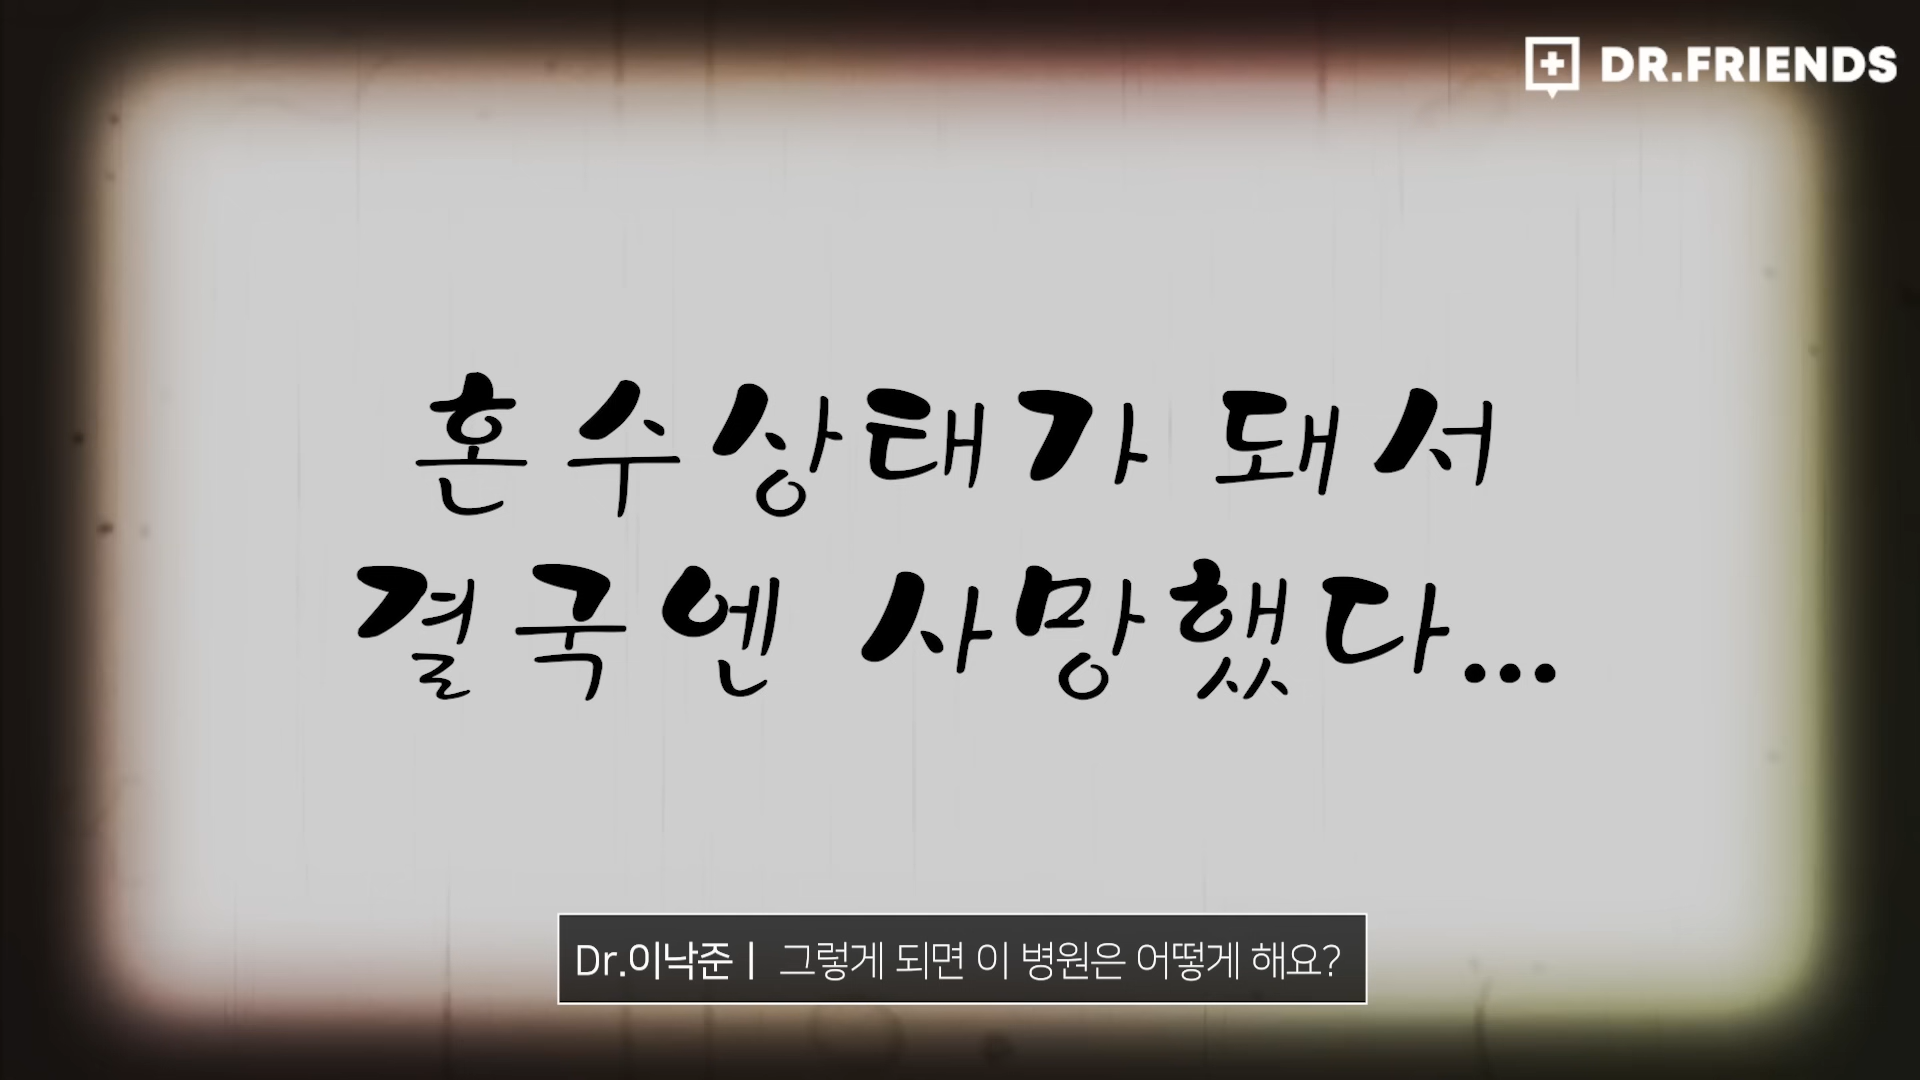 DR.FRIENDS
혼수상태가 돼서
결국엔 사망했다...
Dr.이낙준ㅣ 그렇게 되면 이 병원은 어떻게 해요?